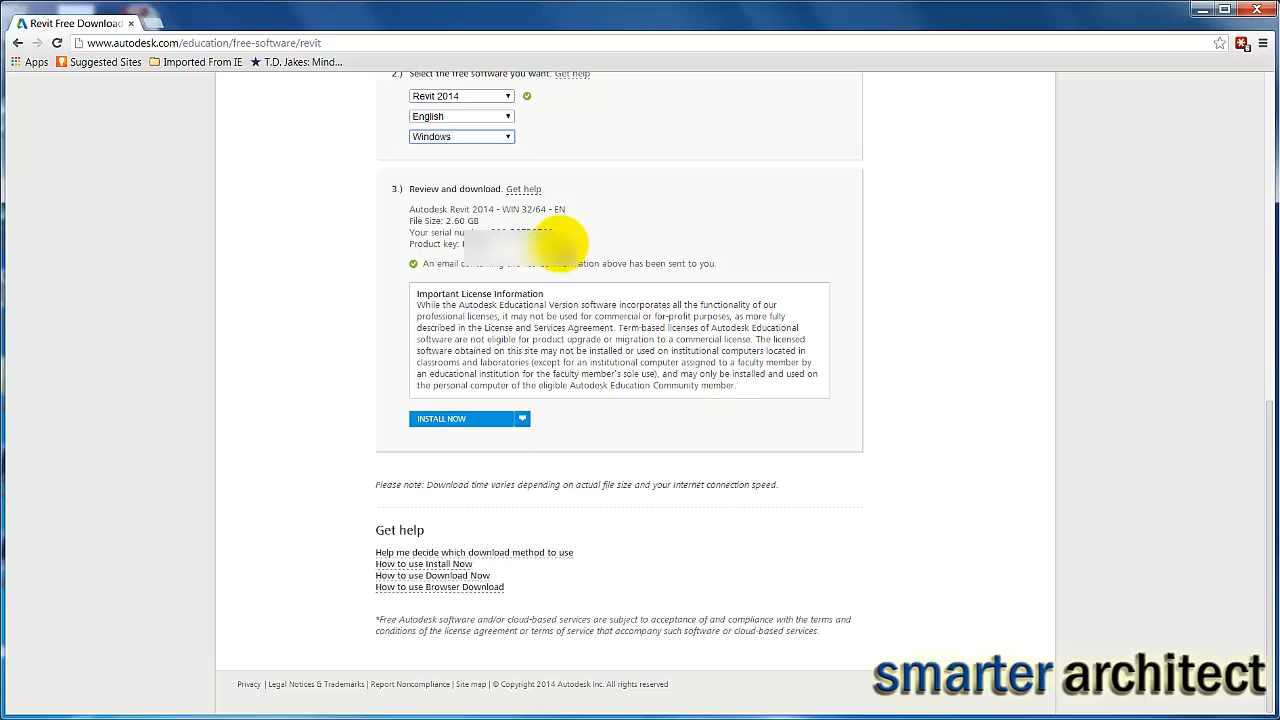 Revit Free Download
www.autodesk.com/education/free-software/revit
Apps Suggested Sites Imported From IE T.D. Jakes: Mind...
2.) Select the free software you want. Get help
Revit 2014
English
Windows
3.) Review and download. Get help
Autodesk Revit 2014 - WIN 32/64 - EN
File Size: 2.60 GB
Your serial
Product key:
An email above has been sent to you.
Important License Information
While the Autodesk Educational Version software incorporates all the functionality of our
professional licenses, it may not be used for commercial or for-profit purposes, as more fully
described in the License and Services Agreement. Term-based licenses of Autodesk Educational
software are not eligible for product upgrade or migration to a commercial license. The licensed
software obtained on this site may not be installed or used on institutional computers located in
classrooms and laboratories (except for an institutional computer assigned to a faculty member by
an educational institution for the faculty member's sole use), and may only be installed and used on
the personal computer of the eligible Autodesk Education Community member.
INSTALL NOW
Please note: Download time varies depending on actual file size and your Internet connection speed.
Get help
Help me decide which download method to use
How to use Install Now
How to use Download Now
How to use Browser Download
*Free Autodesk software and/or cloud-based services are subject to acceptance of and compliance with the terms and
conditions of the license agreement or terms of service that accompany such software or cloud-based services.
smarter architect
Privacy | Legal Notices & Trademarks | Report Noncompliance | Site map | © Copyright 2014 Autodesk Inc. All rights reserved